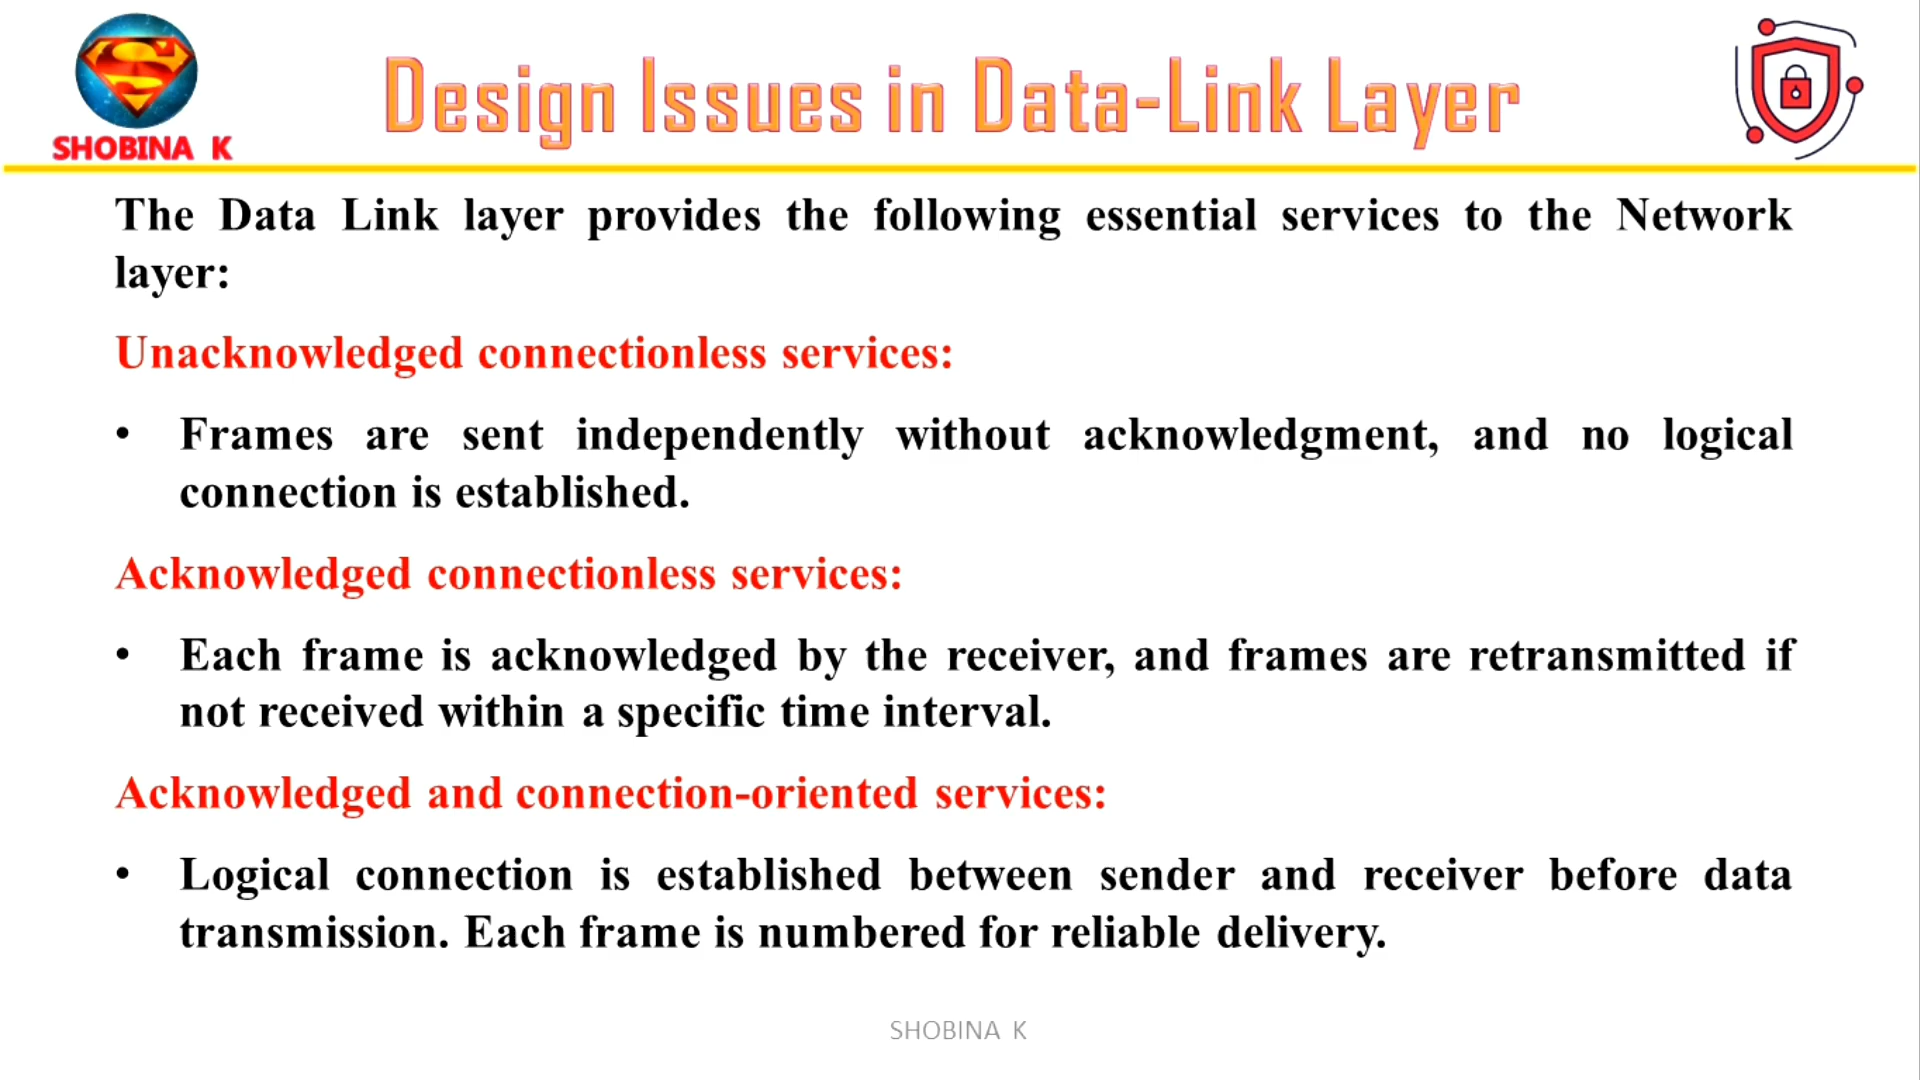 SHOBINA K
Design Issues in Data-Link Layer
The Data Link layer provides the following essential services to the Network
layer:
Unacknowledged connectionless services:
• Frames are sent independently without acknowledgment, and no logical
connection is established.
Acknowledged connectionless services:
• Each frame is acknowledged by the receiver, and frames are retransmitted if
not received within a specific time interval.
Acknowledged and connection-oriented services:
• Logical connection is established between sender and receiver before data
transmission. Each frame is numbered for reliable delivery.
SHOBINA K